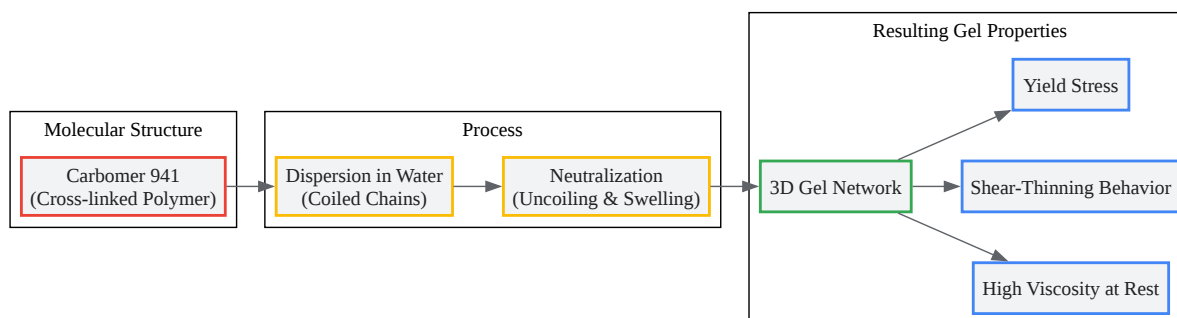 Molecular Structure
Carbomer 941
(Cross-linked Polymer)
Process
Dispersion in Water
(Coiled Chains)
Neutralization
(Uncoiling & Swelling)
Resulting Gel Properties
3D Gel Network
Yield Stress
Shear-Thinning Behavior
High Viscosity at Rest